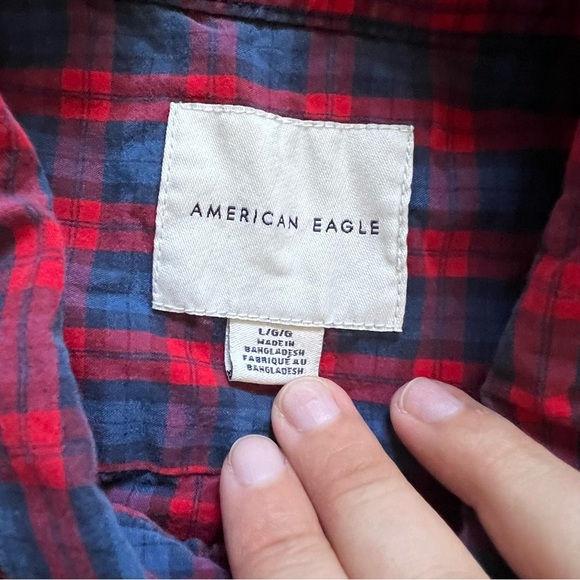 AMERICAN EAGLE
L/G/G
MADE IN
BANGLADESH
FABRIQUÉ AU
BANGLADESH